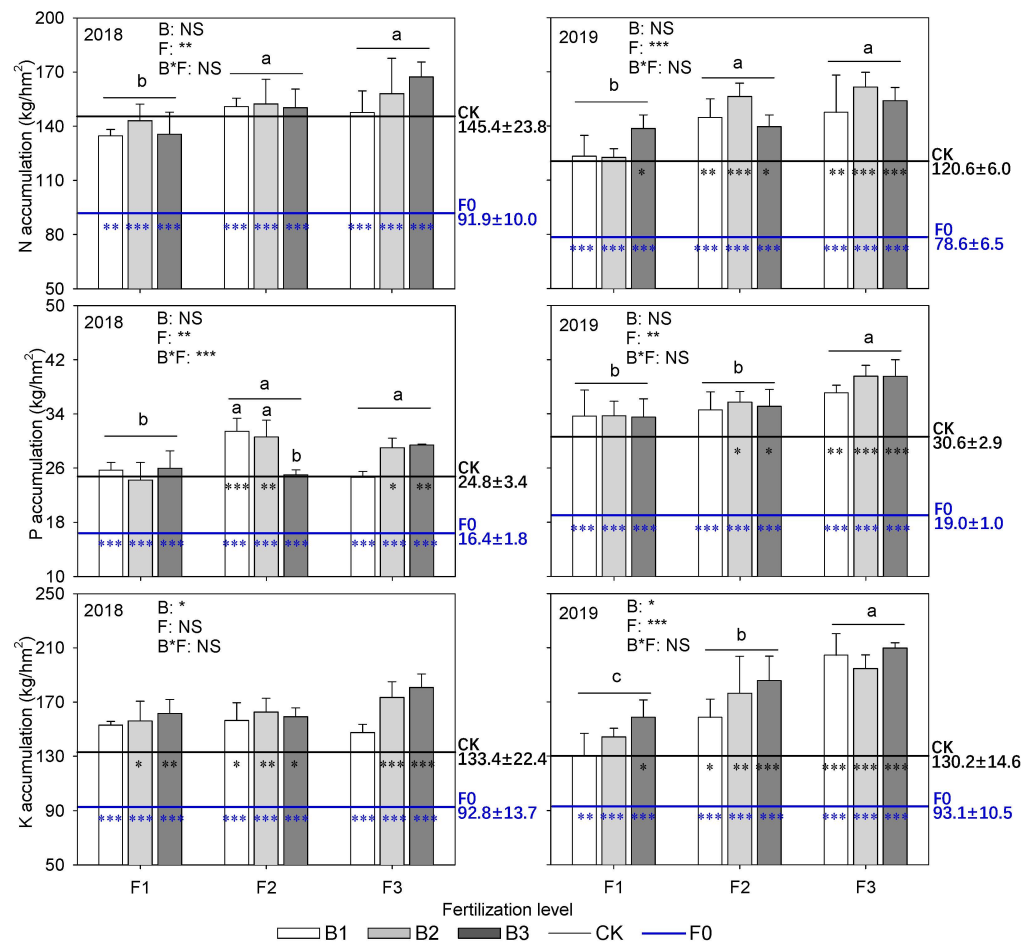 200
170
140
110
80
50
N accumulation (kg/hm²)
2018
B: NS
F: **
B*F: NS
b
a
a
CK
145.4±23.8
F0
91.9±10.0
** *** ***
*** *** ***
*** *** ***
2019
B: NS
F: ***
B*F: NS
b
a
a
CK
120.6±6.0
*
** *** *
** *** ***
F0
78.6±6.5
*** *** ***
*** *** ***
*** *** ***
50
42
34
26
18
10
P accumulation (kg/hm²)
2018
B: NS
F: **
B*F: ***
b
a
a a b
a
CK
24.8±3.4
*** **
* **
F0
16.4±1.8
*** *** ***
*** *** ***
*** *** ***
2019
B: NS
F: **
B*F: NS
b
b
a
CK
30.6±2.9
* *
** *** ***
F0
19.0±1.0
*** *** ***
*** *** ***
*** *** ***
250
210
170
130
90
50
K accumulation (kg/hm²)
2018
B: *
F: NS
B*F: NS
CK
133.4±22.4
* **
* ** *
*** ***
F0
92.8±13.7
*** *** ***
*** *** ***
*** *** ***
2019
B: *
F: ***
B*F: NS
c
b
a
CK
130.2±14.6
*
* ** ***
*** *** ***
F0
93.1±10.5
** *** ***
*** *** ***
*** *** ***
F1 F2 F3
F1 F2 F3
Fertilization level
B1 B2 B3 CK F0